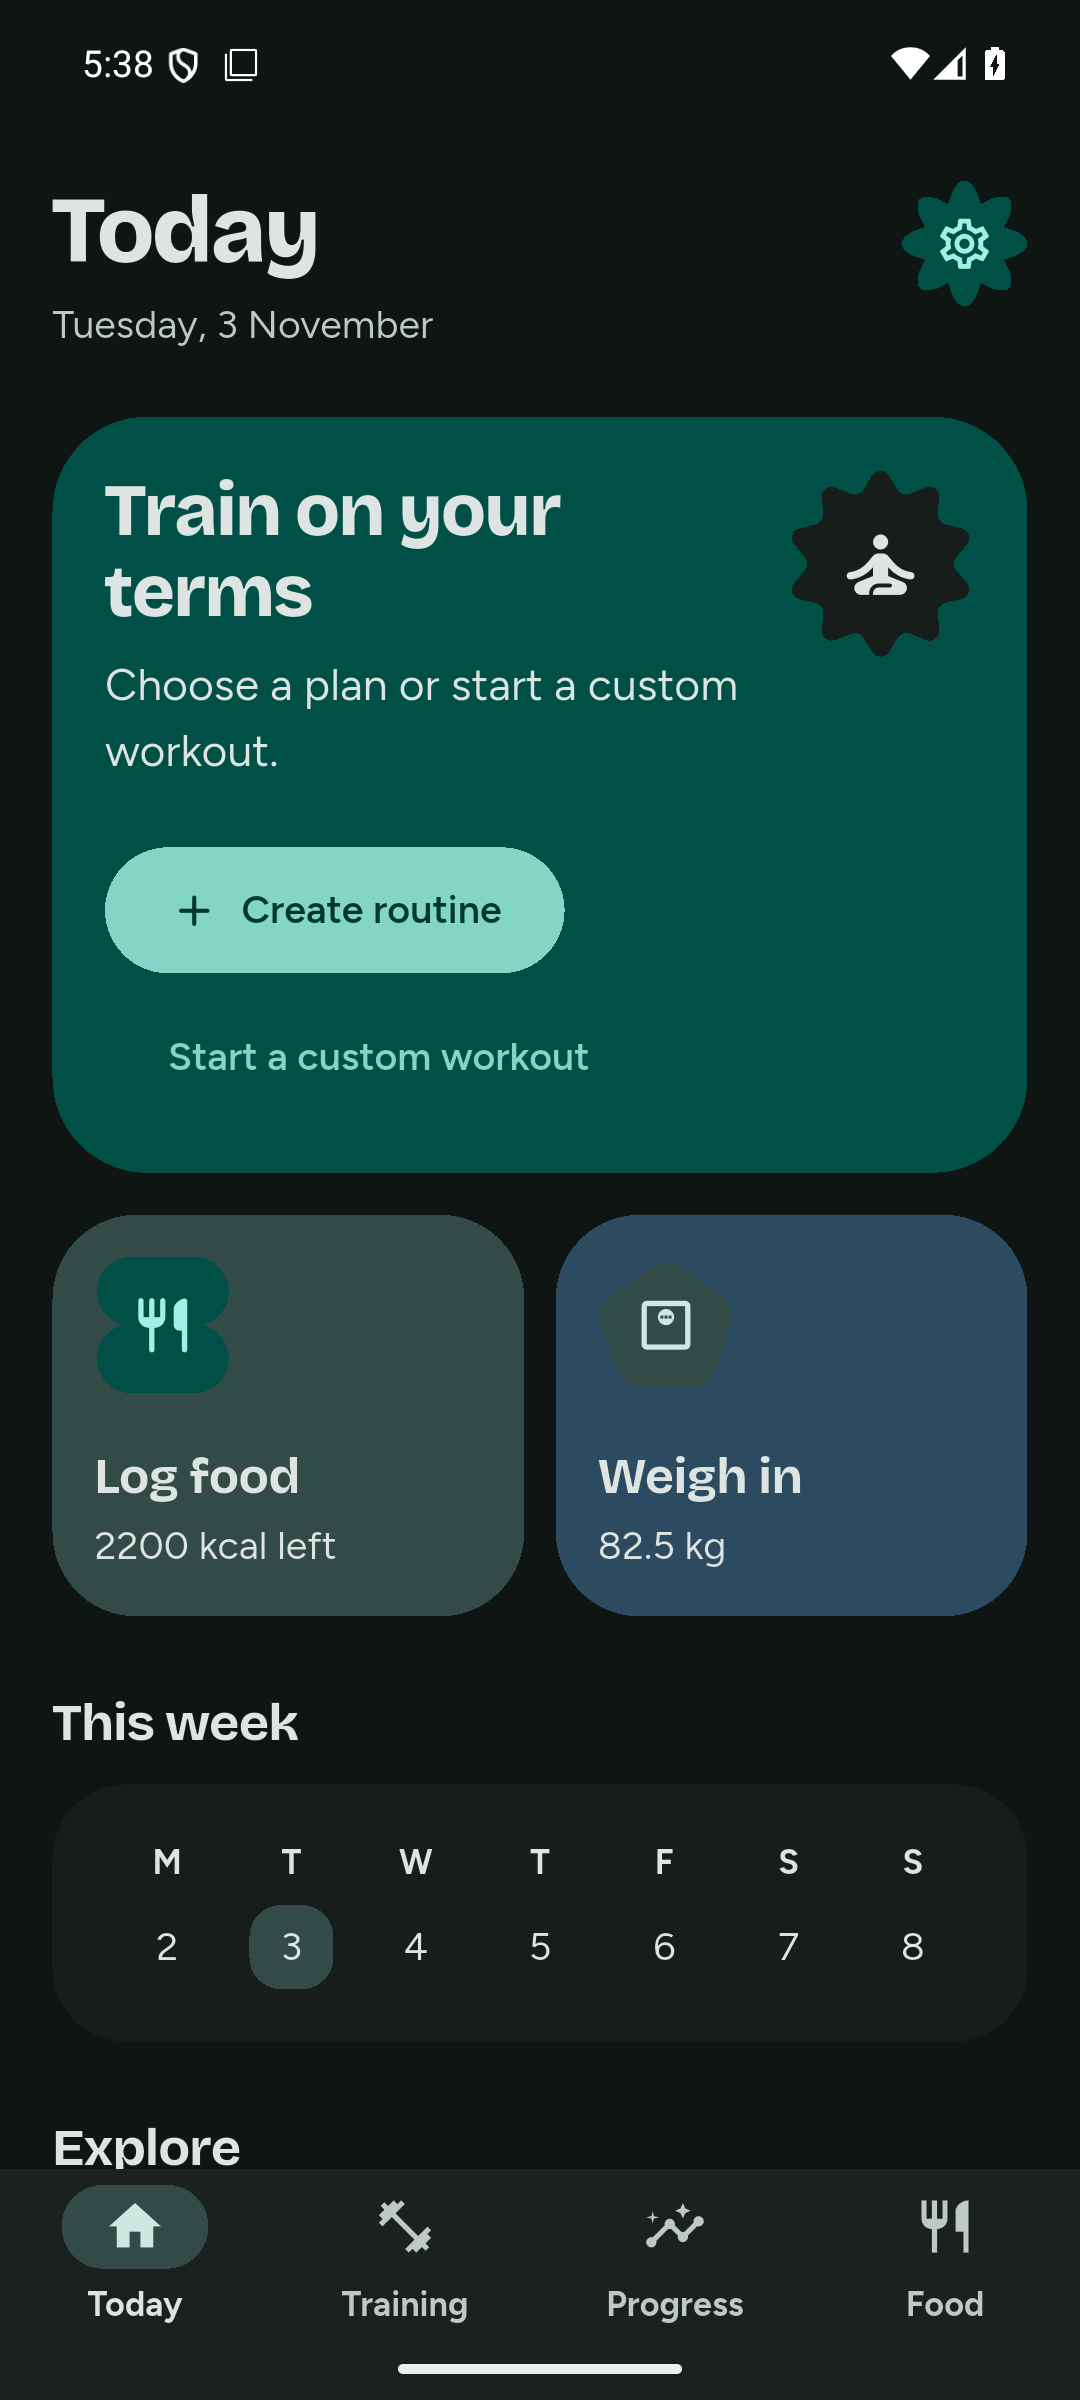 5:38
Today
Tuesday, 3 November
Train on your
terms
Choose a plan or start a custom
workout.
Create routine
Start a custom workout
Log food
2200 kcal left
Weigh in
82.5 kg
This week
M T W T F S S
2 3 4 5 6 7 8
Explore
Today Training Progress Food